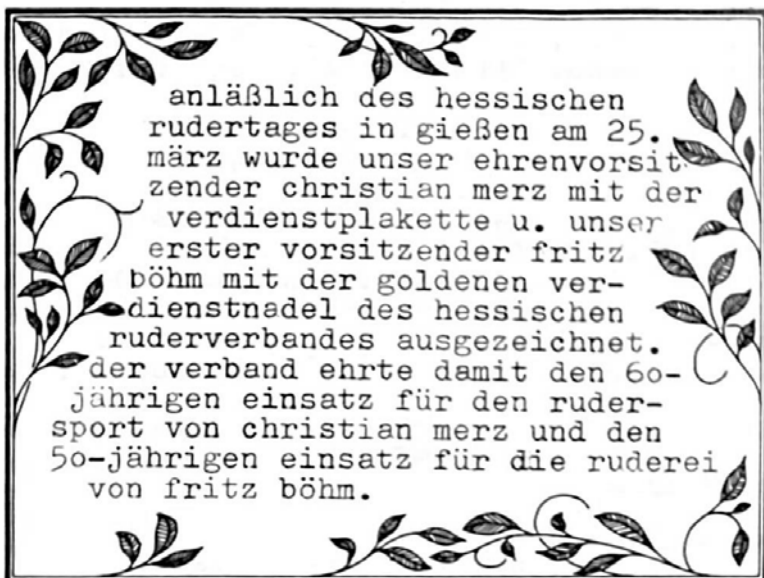 anläßlich des hessischen
rudertages in gießen am 25.
märz wurde unser ehrenvorsit
zender christian merz mit der
verdienstplakette u. unser
erster vorsitzender fritz
böhm mit der goldenen ver-
dienstnadel des hessischen
ruderverbandes ausgezeichnet.
der verband ehrte damit den 6o-
jährigen einsatz für den ruder-
sport von christian merz und den
5o-jährigen einsatz für die ruderei
von fritz böhm.